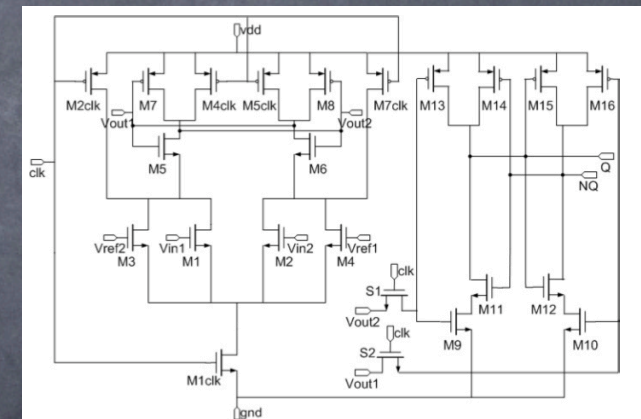 vdd
M2clk M7 M4clk M5clk M8 M7clk M13 M14 M15 M16
Vout1 Vout2
M5 M6
clk
Q
NQ
Vref2 Vin1 Vin2 Vref1
M3 M1 M2 M4
clk
S1
M11 M12
Vout2
M9 M10
clk
S2
Vout1
M1clk
gnd